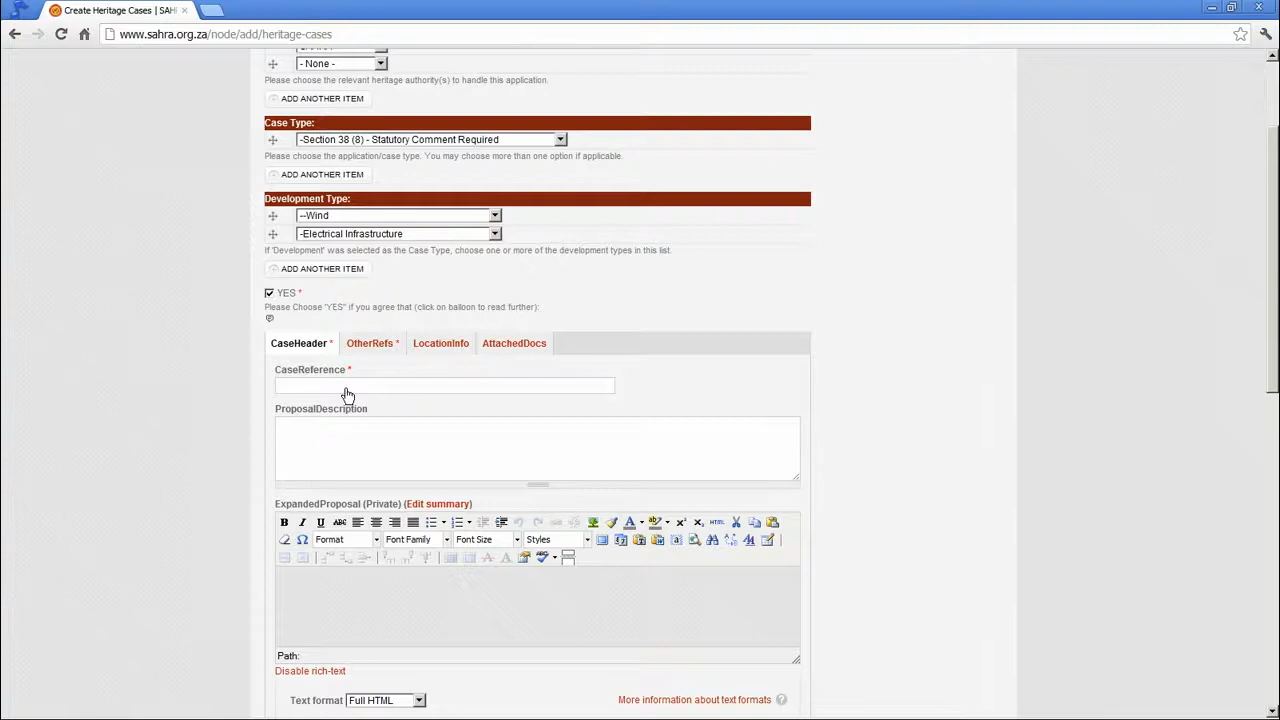 Create Heritage Cases | SAH
www.sahra.org.za/node/add/heritage-cases
- None -
Please choose the relevant heritage authority(s) to handle this application.
ADD ANOTHER ITEM
Case Type:
-Section 38 (8) - Statutory Comment Required
Please choose the application/case type. You may choose more than one option if applicable.
ADD ANOTHER ITEM
Development Type:
--Wind
-Electrical Infrastructure
If 'Development' was selected as the Case Type, choose one or more of the development types in this list.
ADD ANOTHER ITEM
YES *
Please Choose "YES" if you agree that (click on balloon to read further):
CaseHeader * OtherRefs * LocationInfo AttachedDocs
CaseReference *
ProposalDescription
ExpandedProposal (Private) (Edit summary)
B I U ABC A ab x² x₂ HTML
Format Font Family Font Size Styles
Path:
Disable rich-text
Text format Full HTML More information about text formats ?